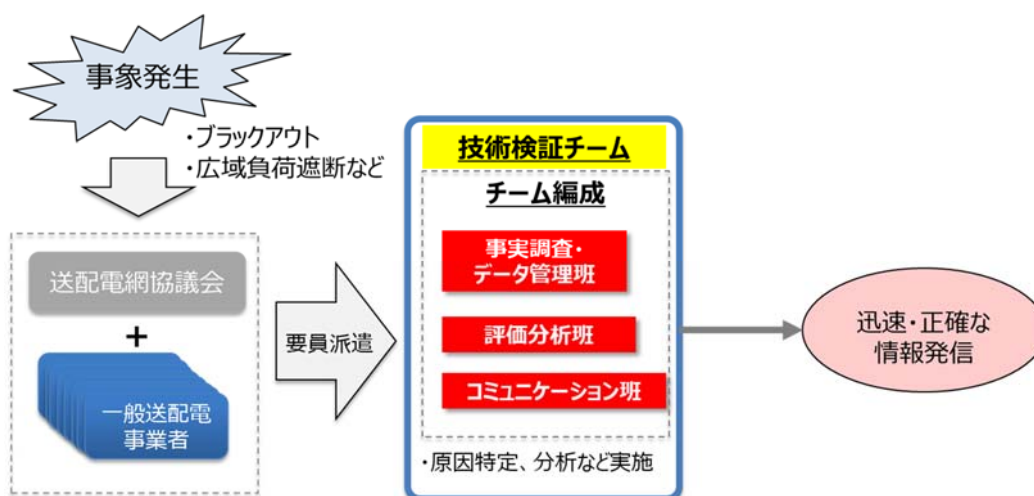 事象発生
・ブラックアウト
・広域負荷遮断など
送配電網協議会
+
一般送配電
事業者
要員派遣
技術検証チーム
チーム編成
事実調査・
データ管理班
評価分析班
コミュニケーション班
・原因特定、分析など実施
迅速・正確な
情報発信